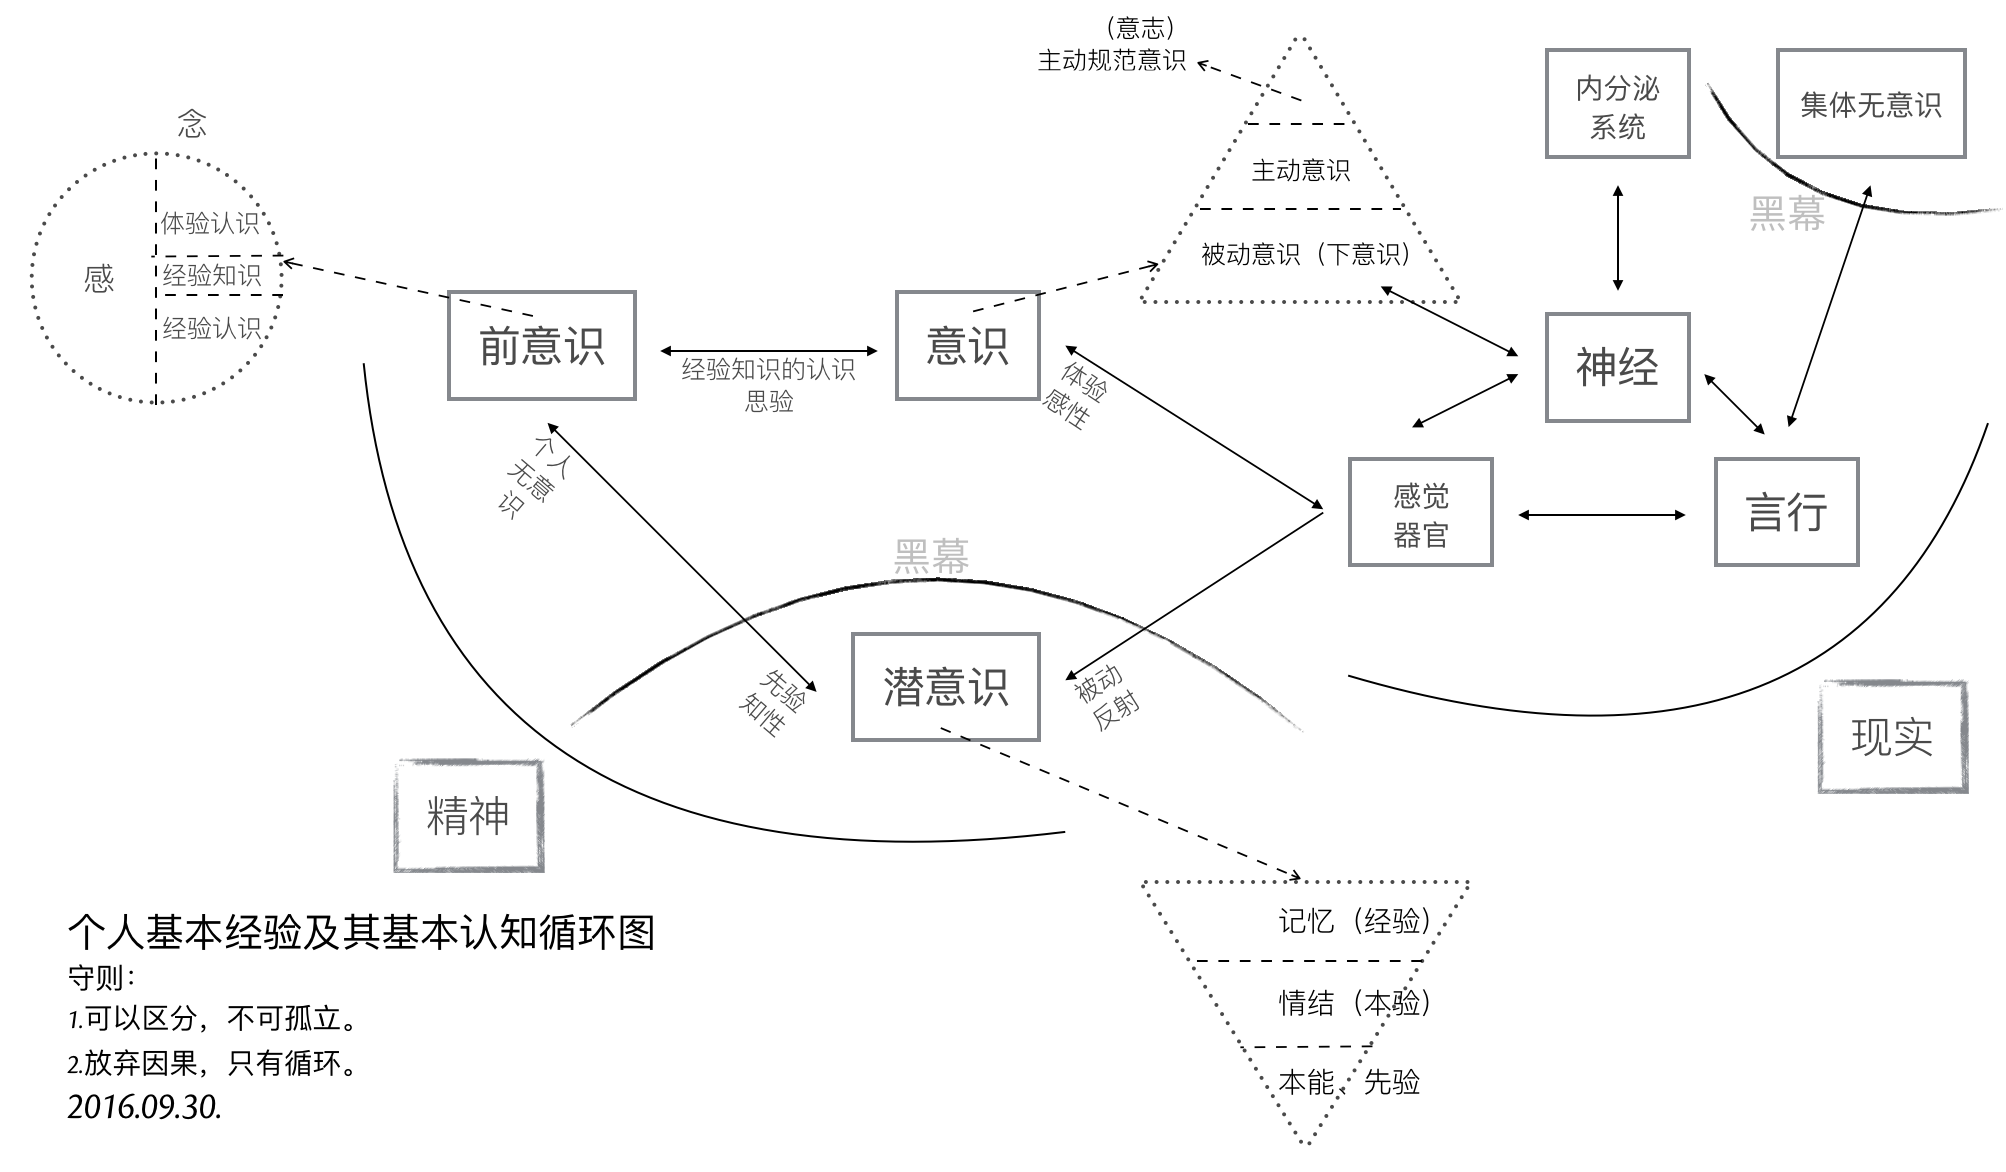 （意志）
主动规范意识
主动意识
被动意识（下意识）
内分泌
系统
集体无意识
黑幕
念
感
体验认识
经验知识
经验认识
前意识
经验知识的认识
思验
意识
体验
感性
神经
感觉
器官
言行
个人
无意
识
黑幕
先验
知性
潜意识
被动
反射
精神
现实
记忆（经验）
情结（本验）
本能、先验
个人基本经验及其基本认知循环图
守则：
1.可以区分，不可孤立。
2.放弃因果，只有循环。
2016.09.30.